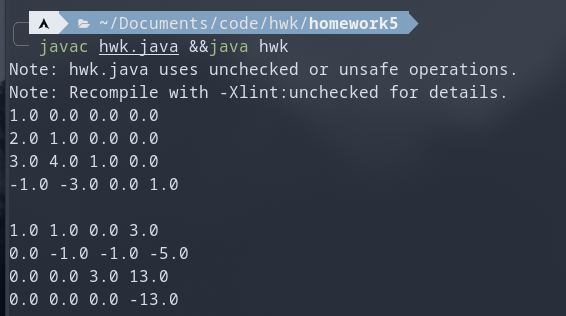 ~/Documents/code/hwk/homework5
javac hwk.java &&java hwk
Note: hwk.java uses unchecked or unsafe operations.
Note: Recompile with -Xlint:unchecked for details.
1.0 0.0 0.0 0.0
2.0 1.0 0.0 0.0
3.0 4.0 1.0 0.0
-1.0 -3.0 0.0 1.0
1.0 1.0 0.0 3.0
0.0 -1.0 -1.0 -5.0
0.0 0.0 3.0 13.0
0.0 0.0 0.0 -13.0